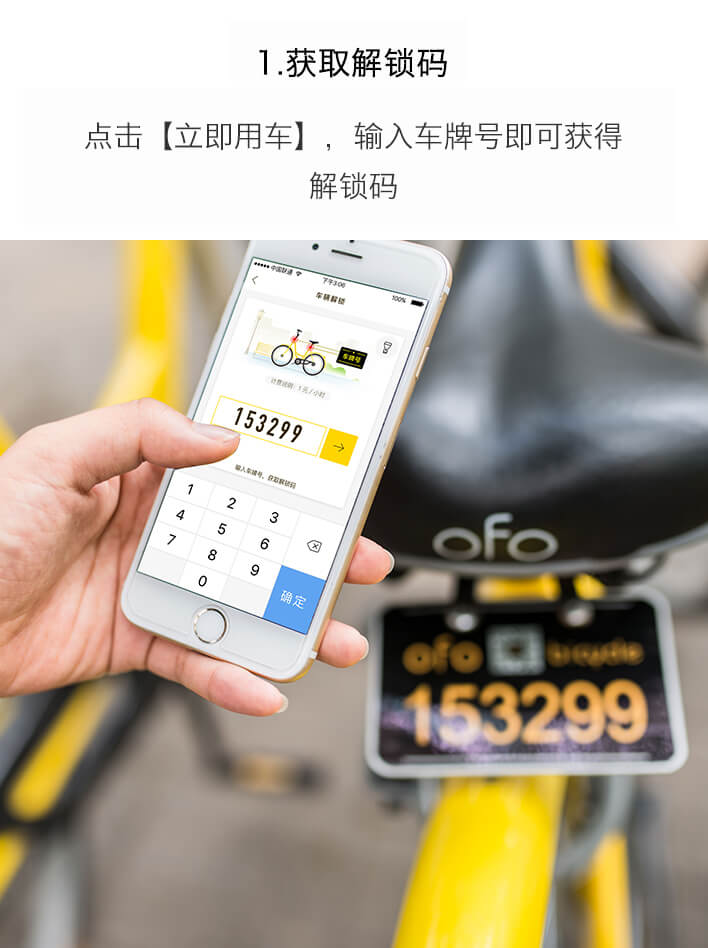 1.获取解锁码
点击【立即用车】，输入车牌号即可获得
解锁码
中国联通
下午3:06
100%
车辆解锁
车牌号
计费说明：1元/小时
153299
输入车牌号，获取解锁码
1 2 3
4 5 6
7 8 9
0
确定
ofo
ofo bicycle
153299